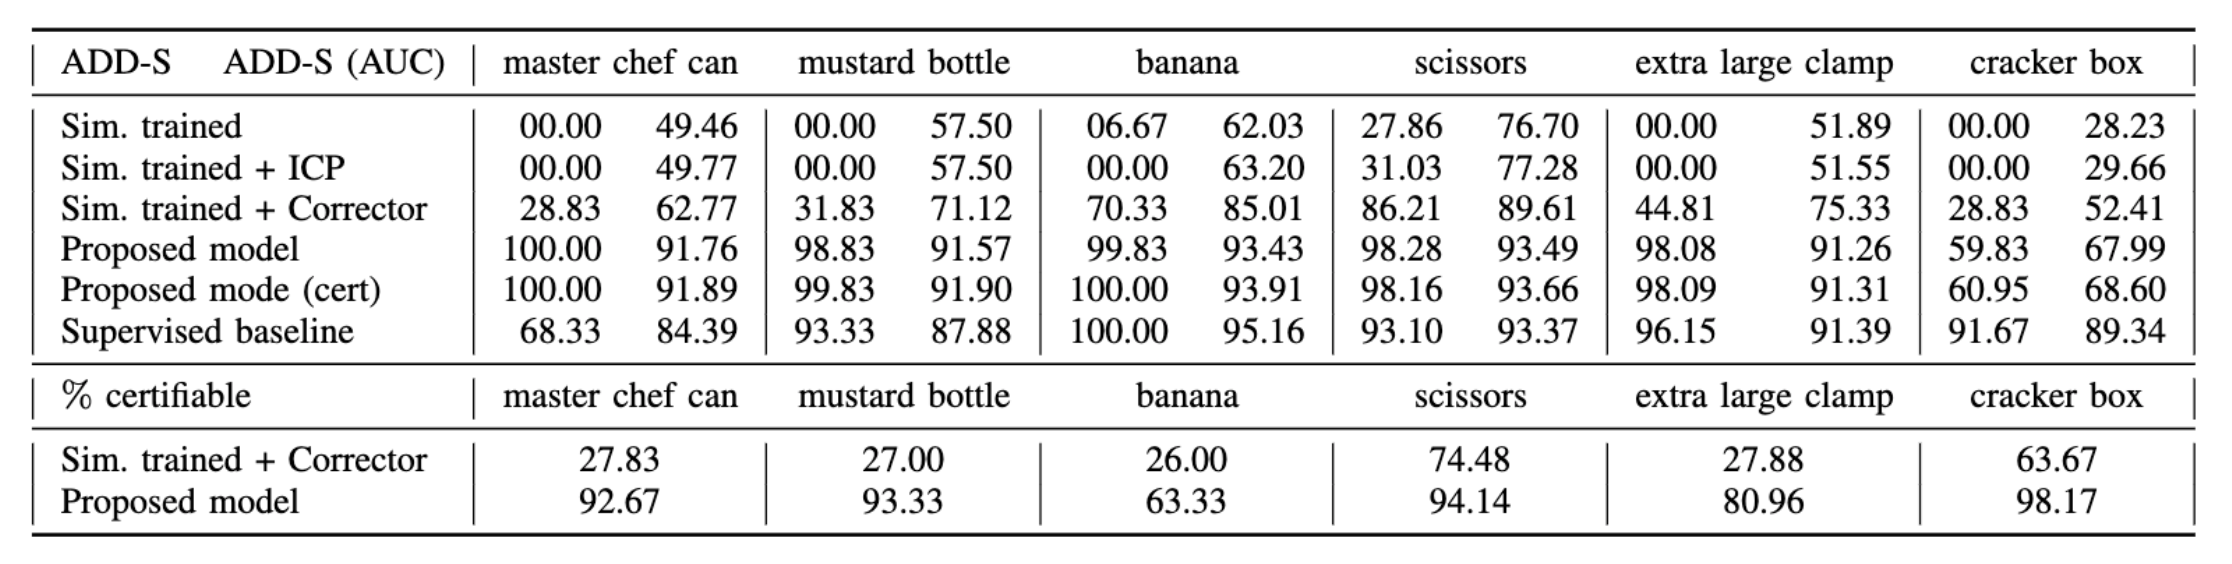 ADD-S ADD-S (AUC) master chef can mustard bottle banana scissors extra large clamp cracker box
Sim. trained 00.00 49.46 00.00 57.50 06.67 62.03 27.86 76.70 00.00 51.89 00.00 28.23
Sim. trained + ICP 00.00 49.77 00.00 57.50 00.00 63.20 31.03 77.28 00.00 51.55 00.00 29.66
Sim. trained + Corrector 28.83 62.77 31.83 71.12 70.33 85.01 86.21 89.61 44.81 75.33 28.83 52.41
Proposed model 100.00 91.76 98.83 91.57 99.83 93.43 98.28 93.49 98.08 91.26 59.83 67.99
Proposed mode (cert) 100.00 91.89 99.83 91.90 100.00 93.91 98.16 93.66 98.09 91.31 60.95 68.60
Supervised baseline 68.33 84.39 93.33 87.88 100.00 95.16 93.10 93.37 96.15 91.39 91.67 89.34
% certifiable master chef can mustard bottle banana scissors extra large clamp cracker box
Sim. trained + Corrector 27.83 27.00 26.00 74.48 27.88 63.67
Proposed model 92.67 93.33 63.33 94.14 80.96 98.17